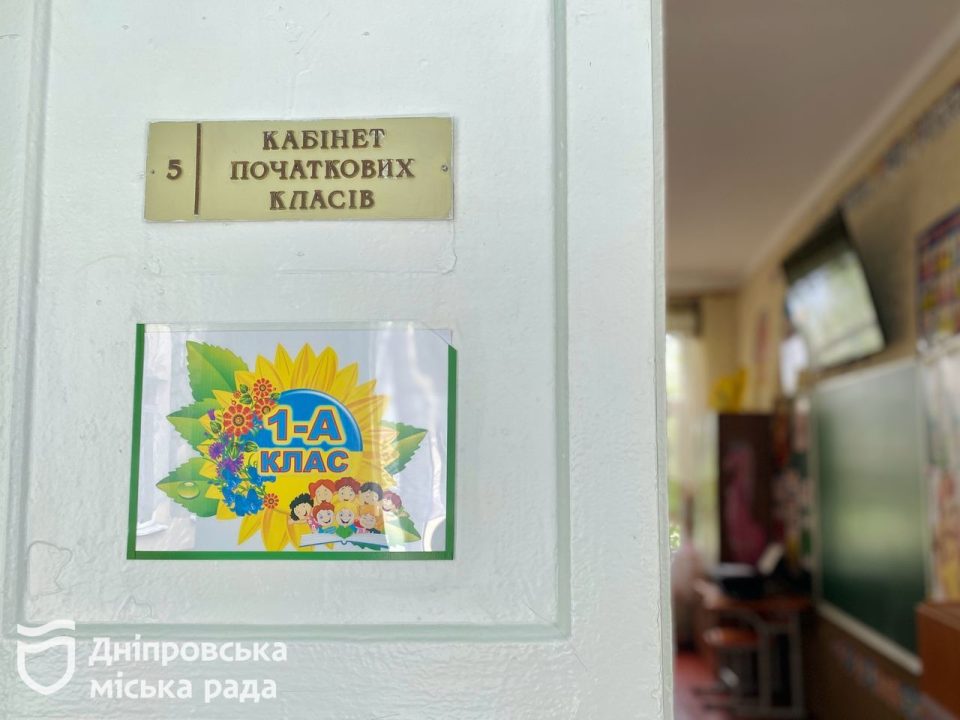 5
КАБІНЕТ
ПОЧАТКОВИХ
КЛАСІВ
1-А
КЛАС
Дніпровська
міська рада